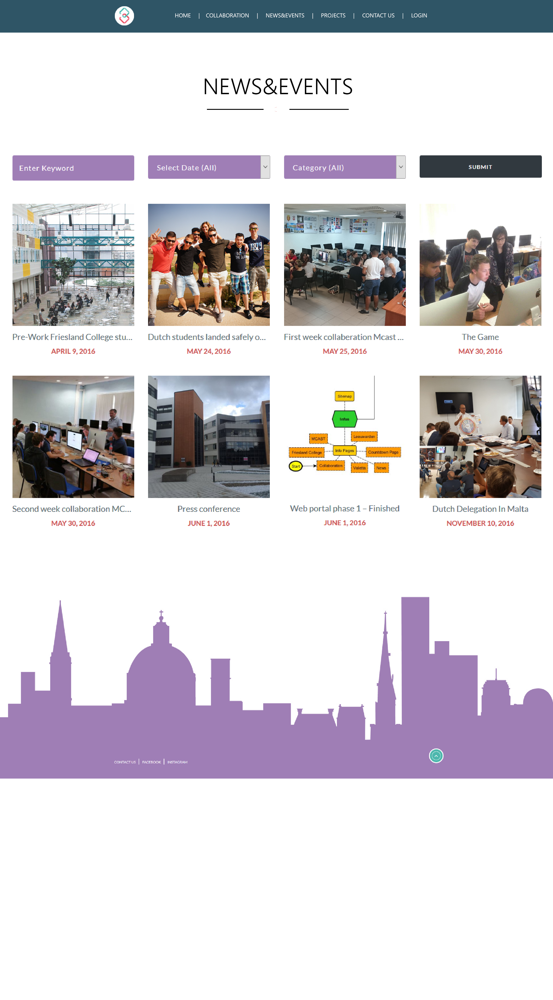 HOME | COLLABORATION | NEWS&EVENTS | PROJECTS | CONTACT US | LOGIN
NEWS&EVENTS
Enter Keyword
Select Date (All)
Category (All)
SUBMIT
Pre-Work Friesland College stu...
APRIL 9, 2016
Dutch students landed safely o...
MAY 24, 2016
First week collaberation Mcast ...
MAY 25, 2016
The Game
MAY 30, 2016
Second week collaboration MC...
MAY 30, 2016
Press conference
JUNE 1, 2016
Sitemap
Infos
MCAST
Leeuwarden
Friesland College
Info Pages
Countdown Page
Start
Collaboration
Valetta
News
Web portal phase 1 – Finished
JUNE 1, 2016
Dutch Delegation In Malta
NOVEMBER 10, 2016
CONTACT US | FACEBOOK | INSTAGRAM